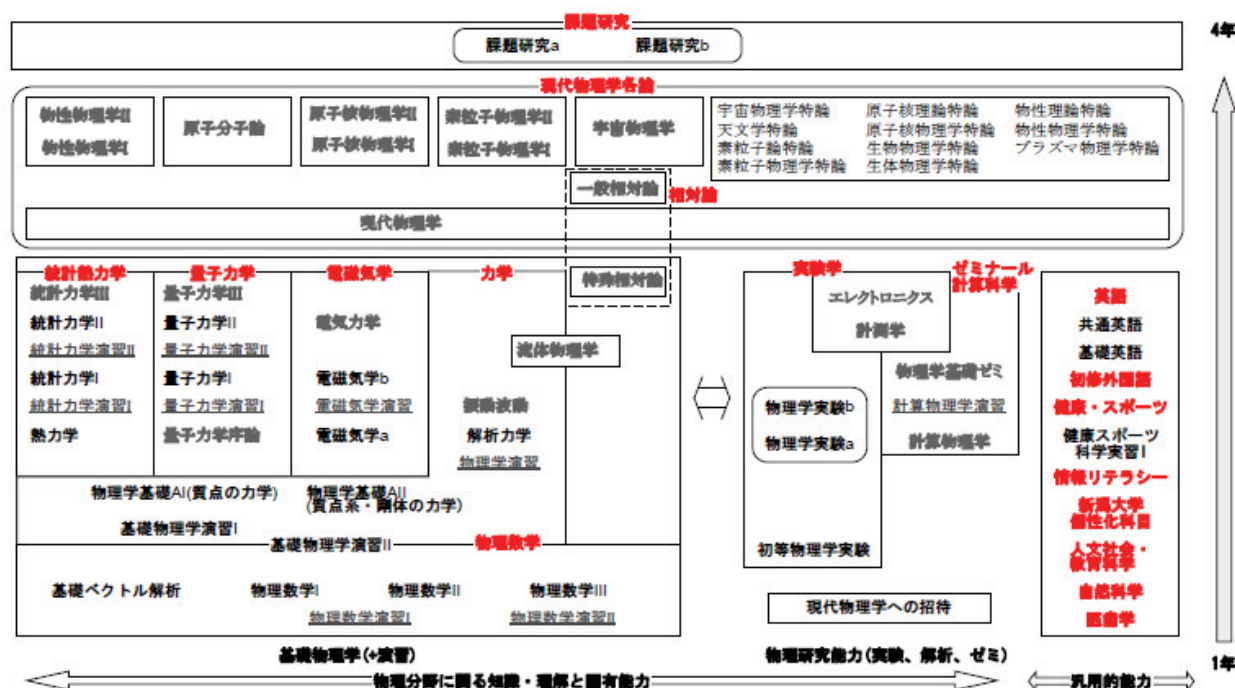 課題研究
4年
課題研究a 課題研究b
現代物理学各論
物性物理学II
物性物理学I
原子分子論
原子核物理学II
原子核物理学I
素粒子物理学II
素粒子物理学I
宇宙物理学
宇宙物理学特論 原子核理論特論 物性理論特論
天文学特論 原子核物理学特論 物性物理学特論
素粒子論特論 生物物理学特論 プラズマ物理学特論
素粒子物理学特論 生体物理学特論
一般相対論
相対論
現代物理学
統計熱力学
統計力学III
統計力学II
統計力学演習II
統計力学I
統計力学演習I
熱力学
量子力学
量子力学III
量子力学II
量子力学演習II
量子力学I
量子力学演習I
量子力学序論
電磁気学
電気力学
電磁気学b
電磁気学演習
電磁気学a
力学
特殊相対論
流体物理学
振動波動
解析力学
物理学演習
物理学基礎AI(質点の力学)
物理学基礎AII
(質点系・剛体の力学)
基礎物理学演習I
基礎物理学演習II
物理数学
基礎ベクトル解析 物理数学I 物理数学II 物理数学III
物理数学演習I 物理数学演習II
実験学
エレクトロニクス
計測学
ゼミナール
計算科学
物理学基礎ゼミ
計算物理学演習
計算物理学
物理学実験b
物理学実験a
初等物理学実験
現代物理学への招待
英語
共通英語
基礎英語
初修外国語
健康・スポーツ
健康スポーツ
科学実習I
情報リテラシー
新潟大学
個性化科目
人文社会・
教育科学
自然科学
医歯学
基礎物理学(+演習)
物理研究能力(実験、解析、ゼミ)
1年
物理分野に関る知識・理解と固有能力
汎用的能力